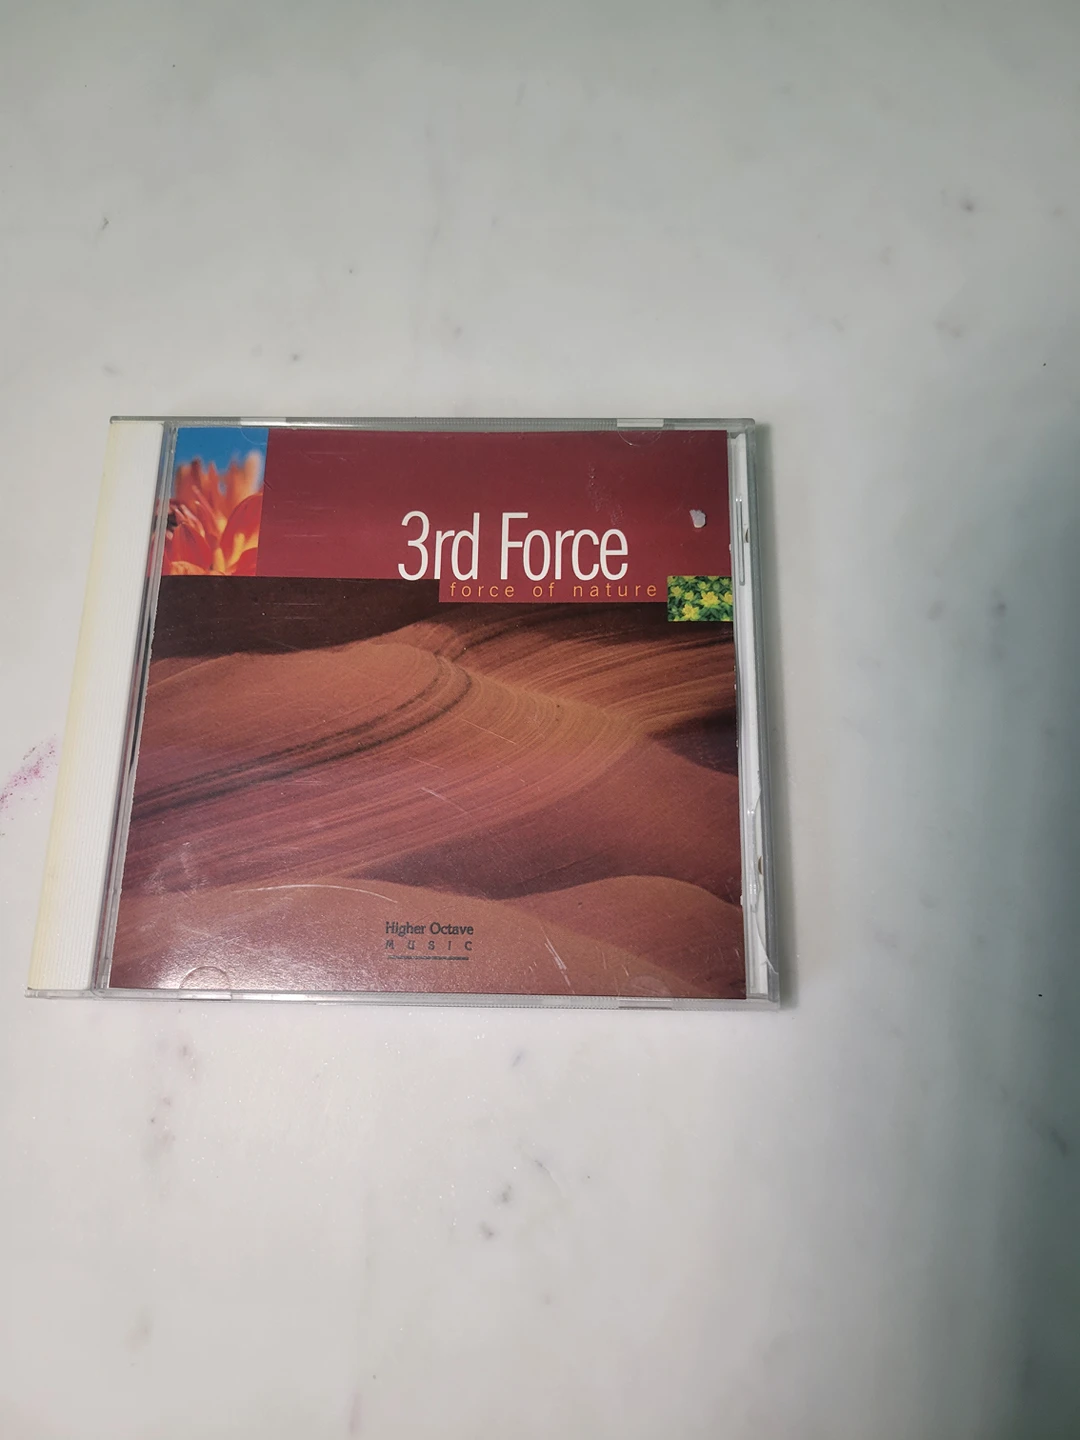 3rd Force
force of nature
Higher Octave
MUSIC